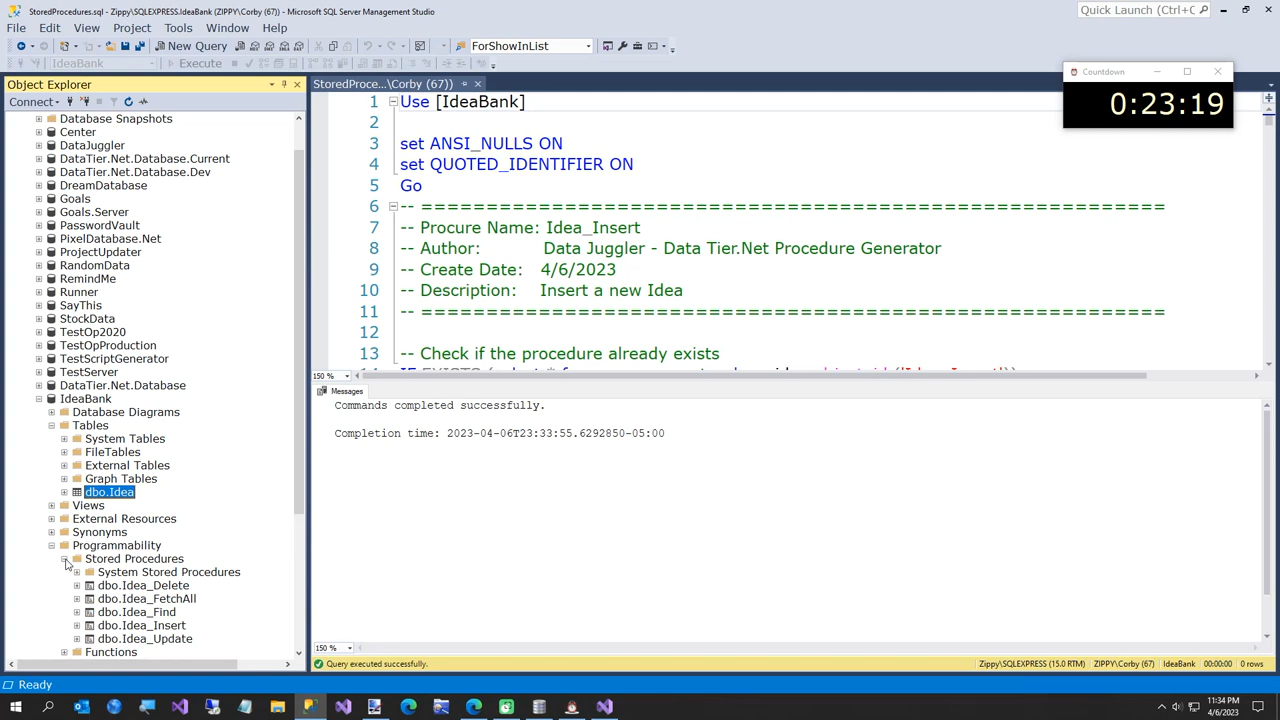 StoredProcedures.sql - Zippy\SQLEXPRESS.IdeaBank (ZIPPY\Corby (67)) - Microsoft SQL Server Management Studio
Quick Launch (Ctrl+C
File Edit View Project Tools Window Help
New Query
ForShowInList
IdeaBank
Execute
Object Explorer
Connect
Database Snapshots
Center
DataJuggler
DataTier.Net.Database.Current
DataTier.Net.Database.Dev
DreamDatabase
Goals
Goals.Server
PasswordVault
PixelDatabase.Net
ProjectUpdater
RandomData
RemindMe
Runner
SayThis
StockData
TestOp2020
TestOpProduction
TestScriptGenerator
TestServer
DataTier.Net.Database
IdeaBank
Database Diagrams
Tables
System Tables
FileTables
External Tables
Graph Tables
dbo.Idea
Views
External Resources
Synonyms
Programmability
Stored Procedures
System Stored Procedures
dbo.Idea_Delete
dbo.Idea_FetchAll
dbo.Idea_Find
dbo.Idea_Insert
dbo.Idea_Update
Functions
StoredProce...\Corby (67))
Countdown
0:23:19
1 Use [IdeaBank]
2
3 set ANSI_NULLS ON
4 set QUOTED_IDENTIFIER ON
5 Go
6 -- =========================================================
7 -- Procure Name: Idea_Insert
8 -- Author: Data Juggler - Data Tier.Net Procedure Generator
9 -- Create Date: 4/6/2023
10 -- Description: Insert a new Idea
11 -- =========================================================
12
13 -- Check if the procedure already exists
150 %
Messages
Commands completed successfully.
Completion time: 2023-04-06T23:33:55.6292850-05:00
150 %
Query executed successfully.
Zippy\SQLEXPRESS (15.0 RTM) ZIPPY\Corby (67) IdeaBank 00:00:00 0 rows
Ready
11:34 PM
4/6/2023